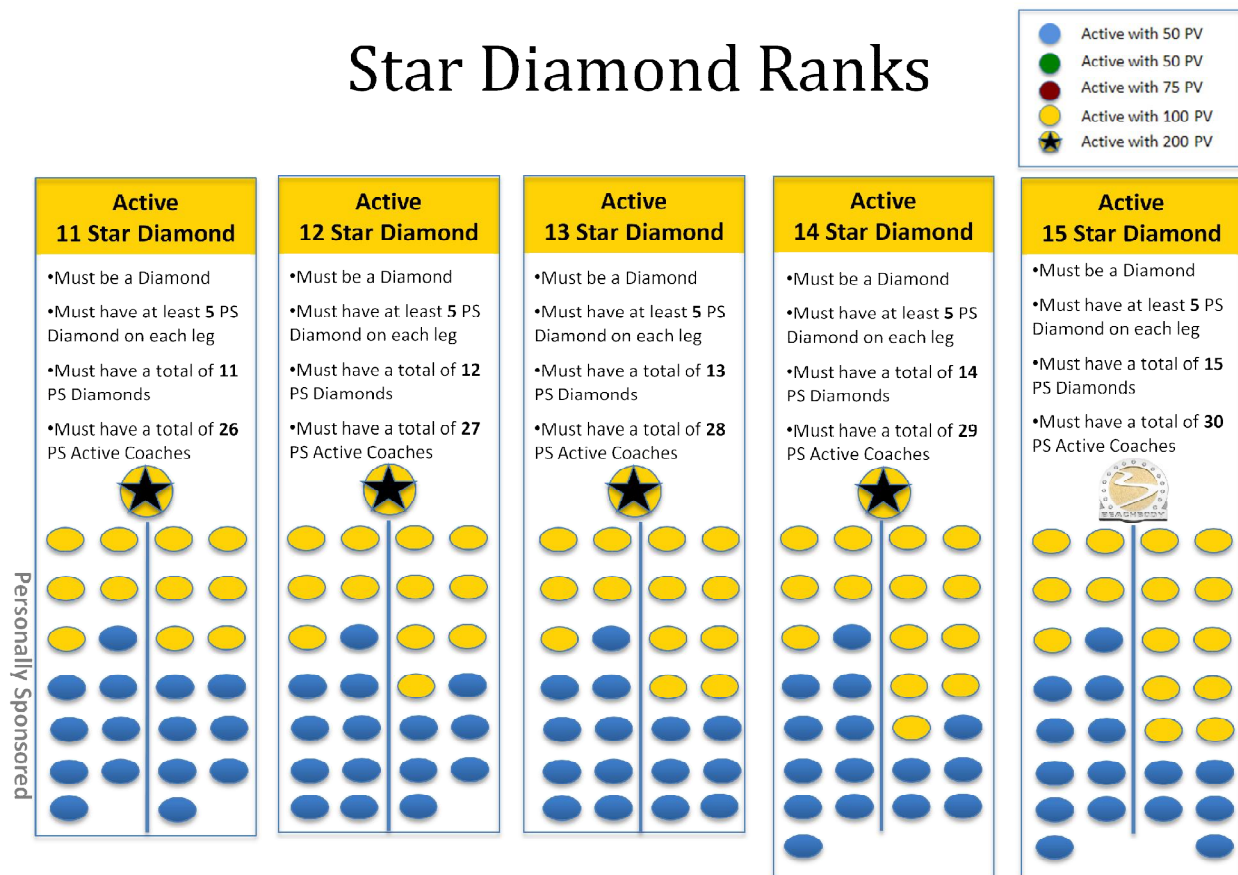 Star Diamond Ranks
Active with 50 PV
Active with 50 PV
Active with 75 PV
Active with 100 PV
Active with 200 PV
Active
11 Star Diamond
•Must be a Diamond
•Must have at least 5 PS
Diamond on each leg
•Must have a total of 11
PS Diamonds
•Must have a total of 26
PS Active Coaches
Active
12 Star Diamond
•Must be a Diamond
•Must have at least 5 PS
Diamond on each leg
•Must have a total of 12
PS Diamonds
•Must have a total of 27
PS Active Coaches
Active
13 Star Diamond
•Must be a Diamond
•Must have at least 5 PS
Diamond on each leg
•Must have a total of 13
PS Diamonds
•Must have a total of 28
PS Active Coaches
Active
14 Star Diamond
•Must be a Diamond
•Must have at least 5 PS
Diamond on each leg
•Must have a total of 14
PS Diamonds
•Must have a total of 29
PS Active Coaches
Active
15 Star Diamond
•Must be a Diamond
•Must have at least 5 PS
Diamond on each leg
•Must have a total of 15
PS Diamonds
•Must have a total of 30
PS Active Coaches
BEACHBODY
Personally Sponsored